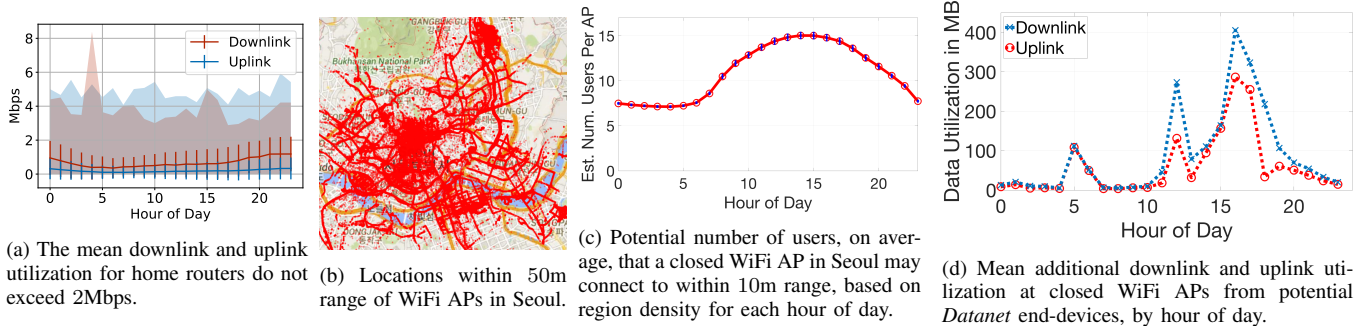 8
6
4
2
0
Mbps
Downlink
Uplink
0 5 10 15 20
Hour of Day
(a) The mean downlink and uplink
utilization for home routers do not
exceed 2Mbps.
GANGBUK-GU
Bukhansan National Park
(b) Locations within 50m
range of WiFi APs in Seoul.
Est. Num. Users Per AP
15
10
5
0
0 5 10 15 20
Hour of Day
(c) Potential number of users, on aver-
age, that a closed WiFi AP in Seoul may
connect to within 10m range, based on
region density for each hour of day.
Data Utilization in MB
400
300
200
100
0
Downlink
Uplink
0 5 10 15 20
Hour of Day
(d) Mean additional downlink and uplink uti-
lization at closed WiFi APs from potential
Datanet end-devices, by hour of day.